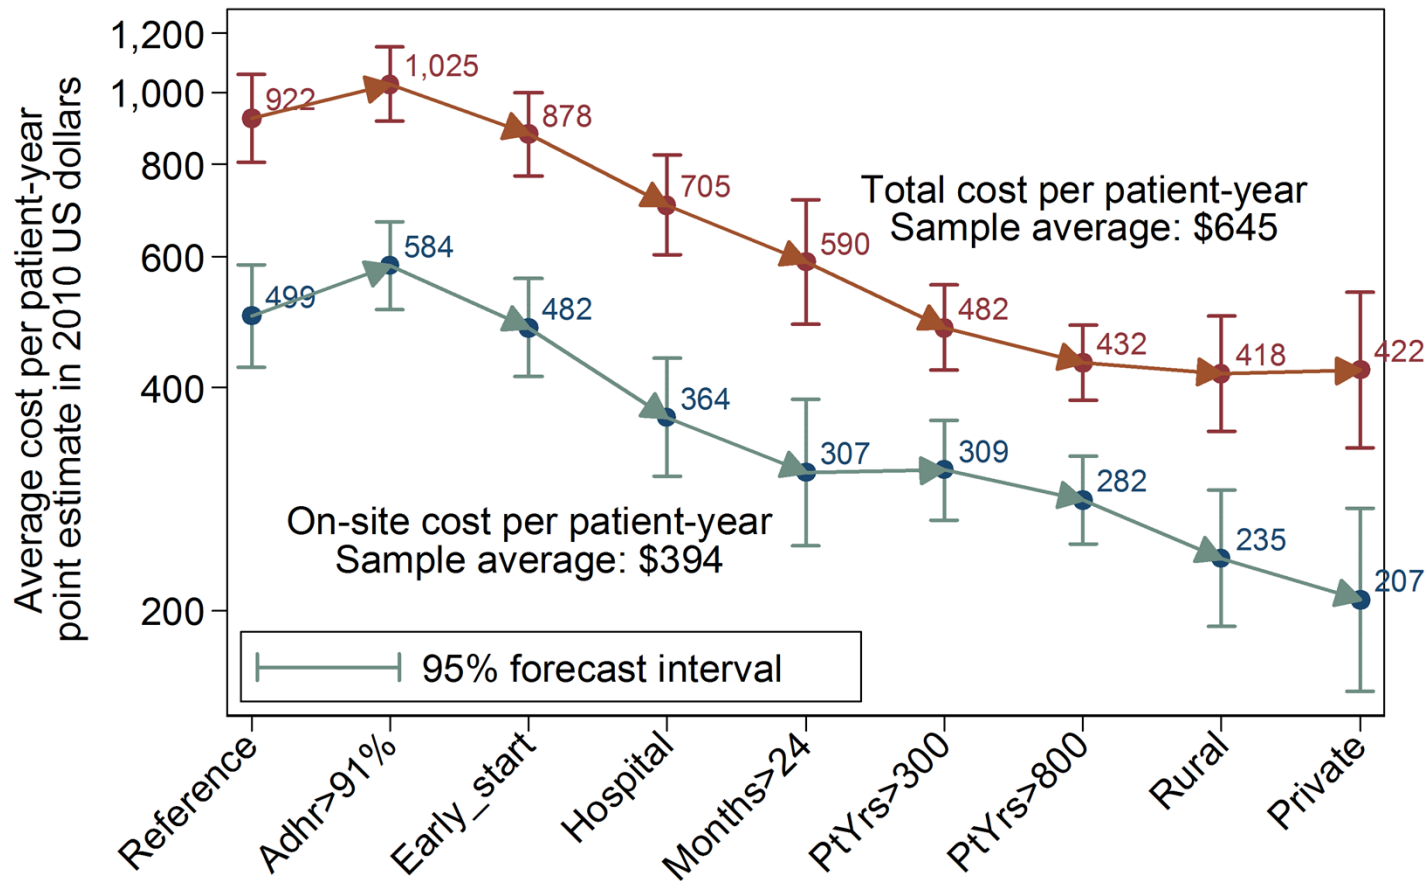 Average cost per patient-year
point estimate in 2010 US dollars
1,200
1,000
800
600
400
200
922
1,025
878
705
590
482
432
418
422
499
584
482
364
307
309
282
235
207
Total cost per patient-year
Sample average: $645
On-site cost per patient-year
Sample average: $394
95% forecast interval
Reference
Adhr>91%
Early_start
Hospital
Months>24
PtYrs>300
PtYrs>800
Rural
Private